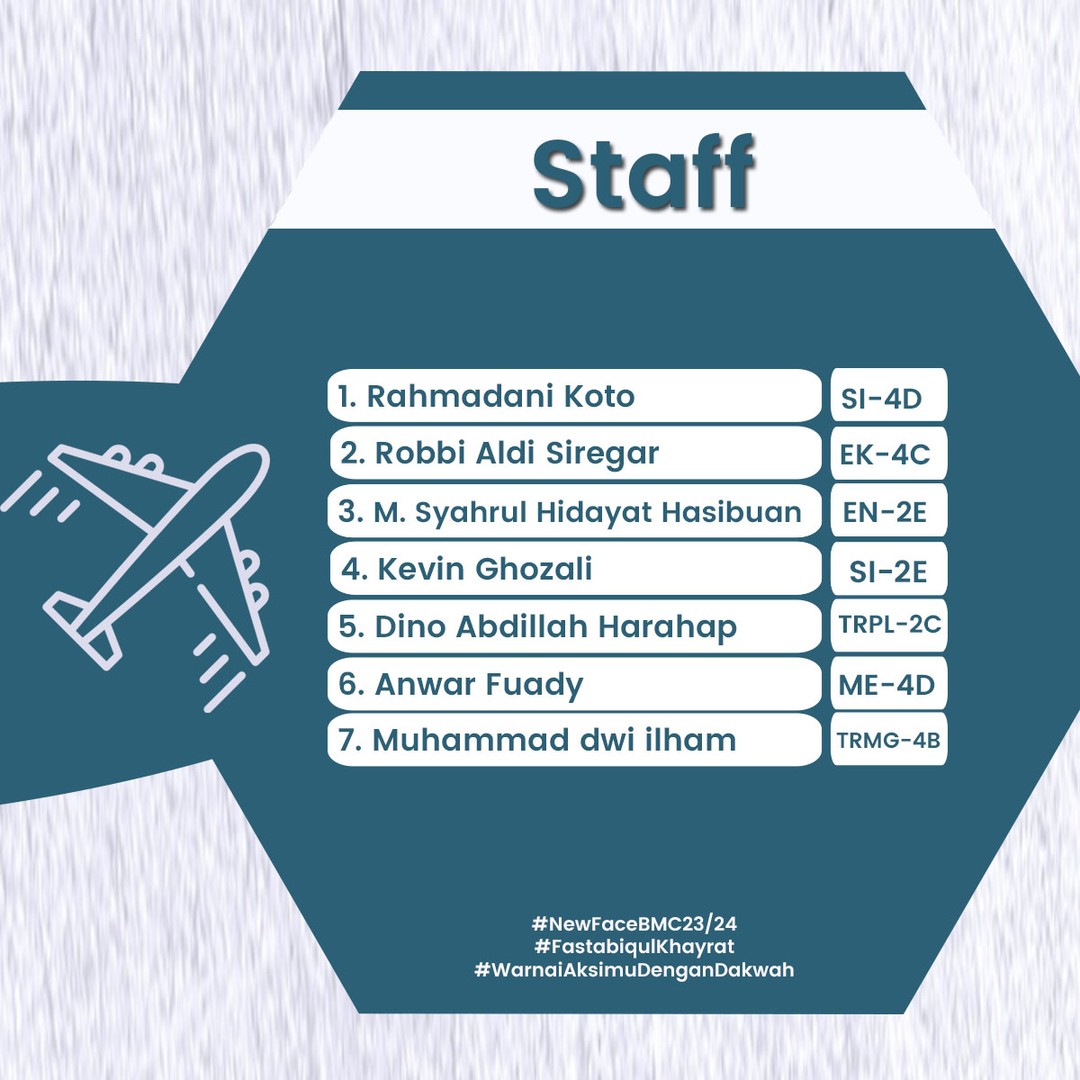 Staff
1. Rahmadani Koto SI-4D
2. Robbi Aldi Siregar EK-4C
3. M. Syahrul Hidayat Hasibuan EN-2E
4. Kevin Ghozali SI-2E
5. Dino Abdillah Harahap TRPL-2C
6. Anwar Fuady ME-4D
7. Muhammad dwi ilham TRMG-4B
#NewFaceBMC23/24
#FastabiqulKhayrat
#WarnaiAksimuDenganDakwah